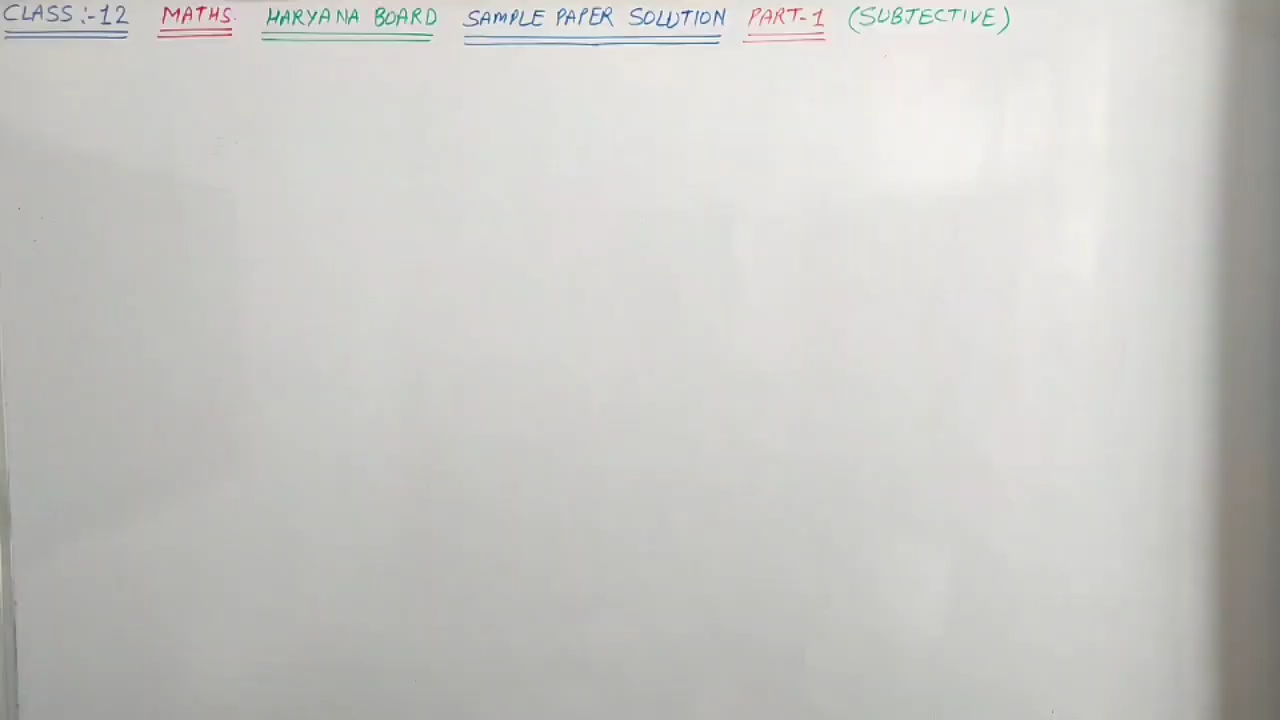 CLASS :- 12 MATHS. HARYANA BOARD SAMPLE PAPER SOLUTION PART-1 (SUBJECTIVE)